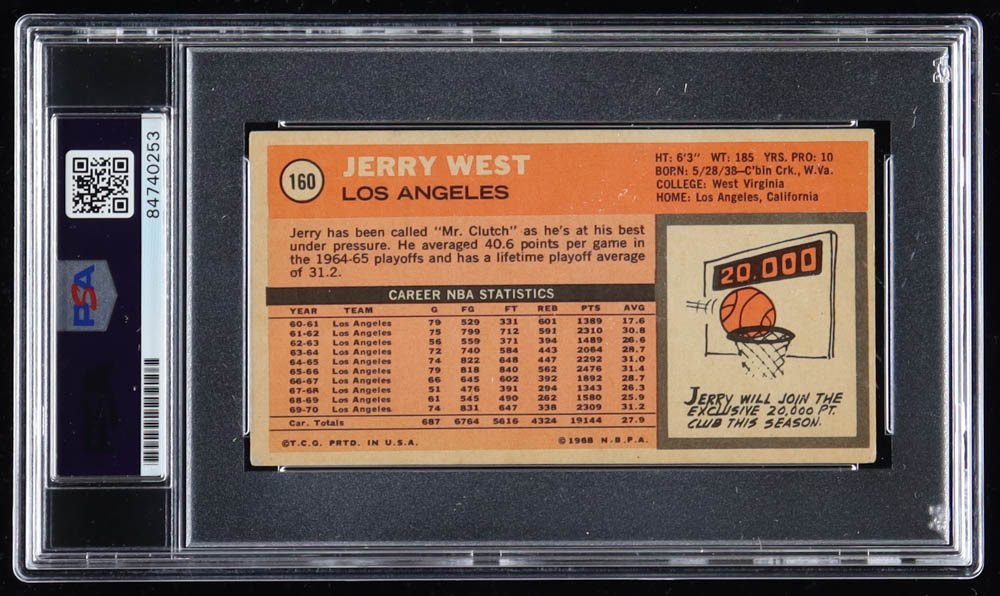 160
JERRY WEST
LOS ANGELES
HT: 6'3" WT: 185 YRS. PRO: 10
BORN: 5/28/38—C'bln Crk., W.Va.
COLLEGE: West Virginia
HOME: Los Angeles, California
Jerry has been called "Mr. Clutch" as he's at his best
under pressure. He averaged 40.6 points per game in
the 1964-65 playoffs and has a lifetime playoff average
of 31.2.
CAREER NBA STATISTICS
YEAR TEAM G FG FT REB PTS AVG
60-61 Los Angeles 79 529 331 601 1389 17.6
61-62 Los Angeles 75 799 712 591 2310 30.8
62-63 Los Angeles 56 559 371 394 1489 26.6
63-64 Los Angeles 72 740 584 443 2064 28.7
64-65 Los Angeles 74 822 648 447 2292 31.0
65-66 Los Angeles 79 818 840 562 2476 31.4
66-67 Los Angeles 66 645 602 392 1892 28.7
67-68 Los Angeles 51 476 391 294 1343 26.3
68-69 Los Angeles 61 545 490 262 1580 25.9
69-70 Los Angeles 74 831 647 338 2309 31.2
Car. Totals 687 6764 5616 4324 19144 27.9
©T.C.G. PRTD. IN U.S.A. ©1968 N.B.P.A.
20.000
JERRY WILL JOIN THE
EXCLUSIVE 20,000 PT.
CLUB THIS SEASON.
84740253
PSA